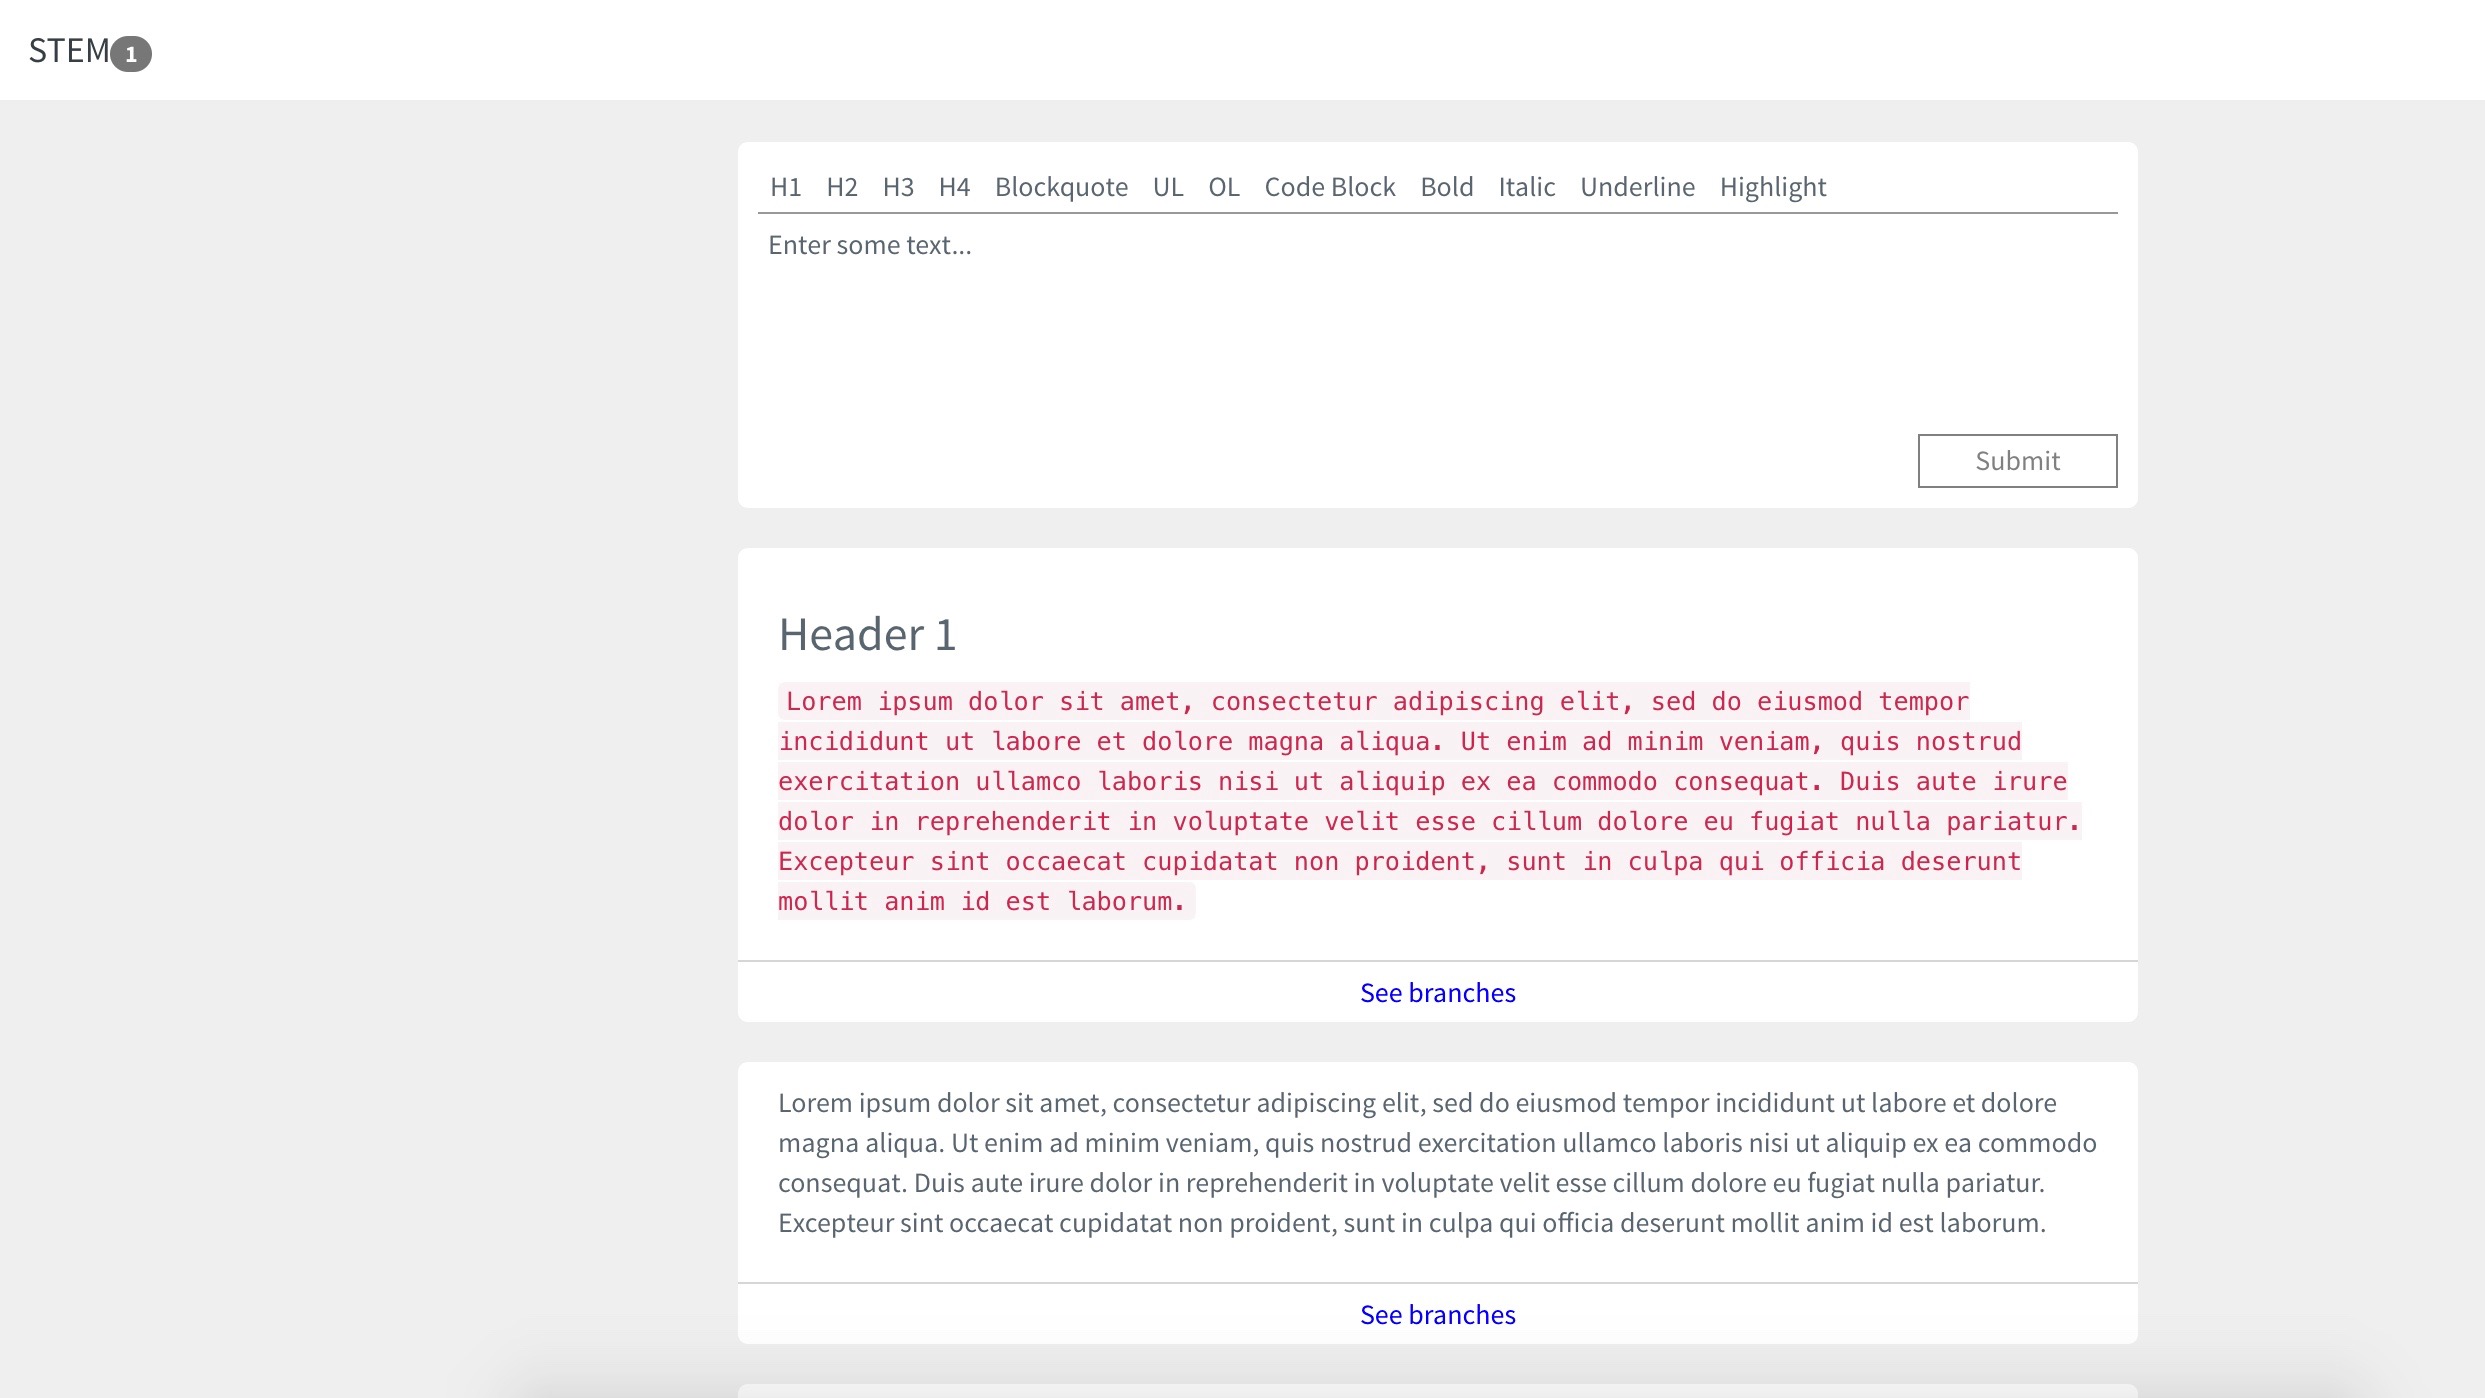 STEM 1
H1 H2 H3 H4 Blockquote UL OL Code Block Bold Italic Underline Highlight
Enter some text...
Submit
Header 1
Lorem ipsum dolor sit amet, consectetur adipiscing elit, sed do eiusmod tempor
incididunt ut labore et dolore magna aliqua. Ut enim ad minim veniam, quis nostrud
exercitation ullamco laboris nisi ut aliquip ex ea commodo consequat. Duis aute irure
dolor in reprehenderit in voluptate velit esse cillum dolore eu fugiat nulla pariatur.
Excepteur sint occaecat cupidatat non proident, sunt in culpa qui officia deserunt
mollit anim id est laborum.
See branches
Lorem ipsum dolor sit amet, consectetur adipiscing elit, sed do eiusmod tempor incididunt ut labore et dolore
magna aliqua. Ut enim ad minim veniam, quis nostrud exercitation ullamco laboris nisi ut aliquip ex ea commodo
consequat. Duis aute irure dolor in reprehenderit in voluptate velit esse cillum dolore eu fugiat nulla pariatur.
Excepteur sint occaecat cupidatat non proident, sunt in culpa qui officia deserunt mollit anim id est laborum.
See branches